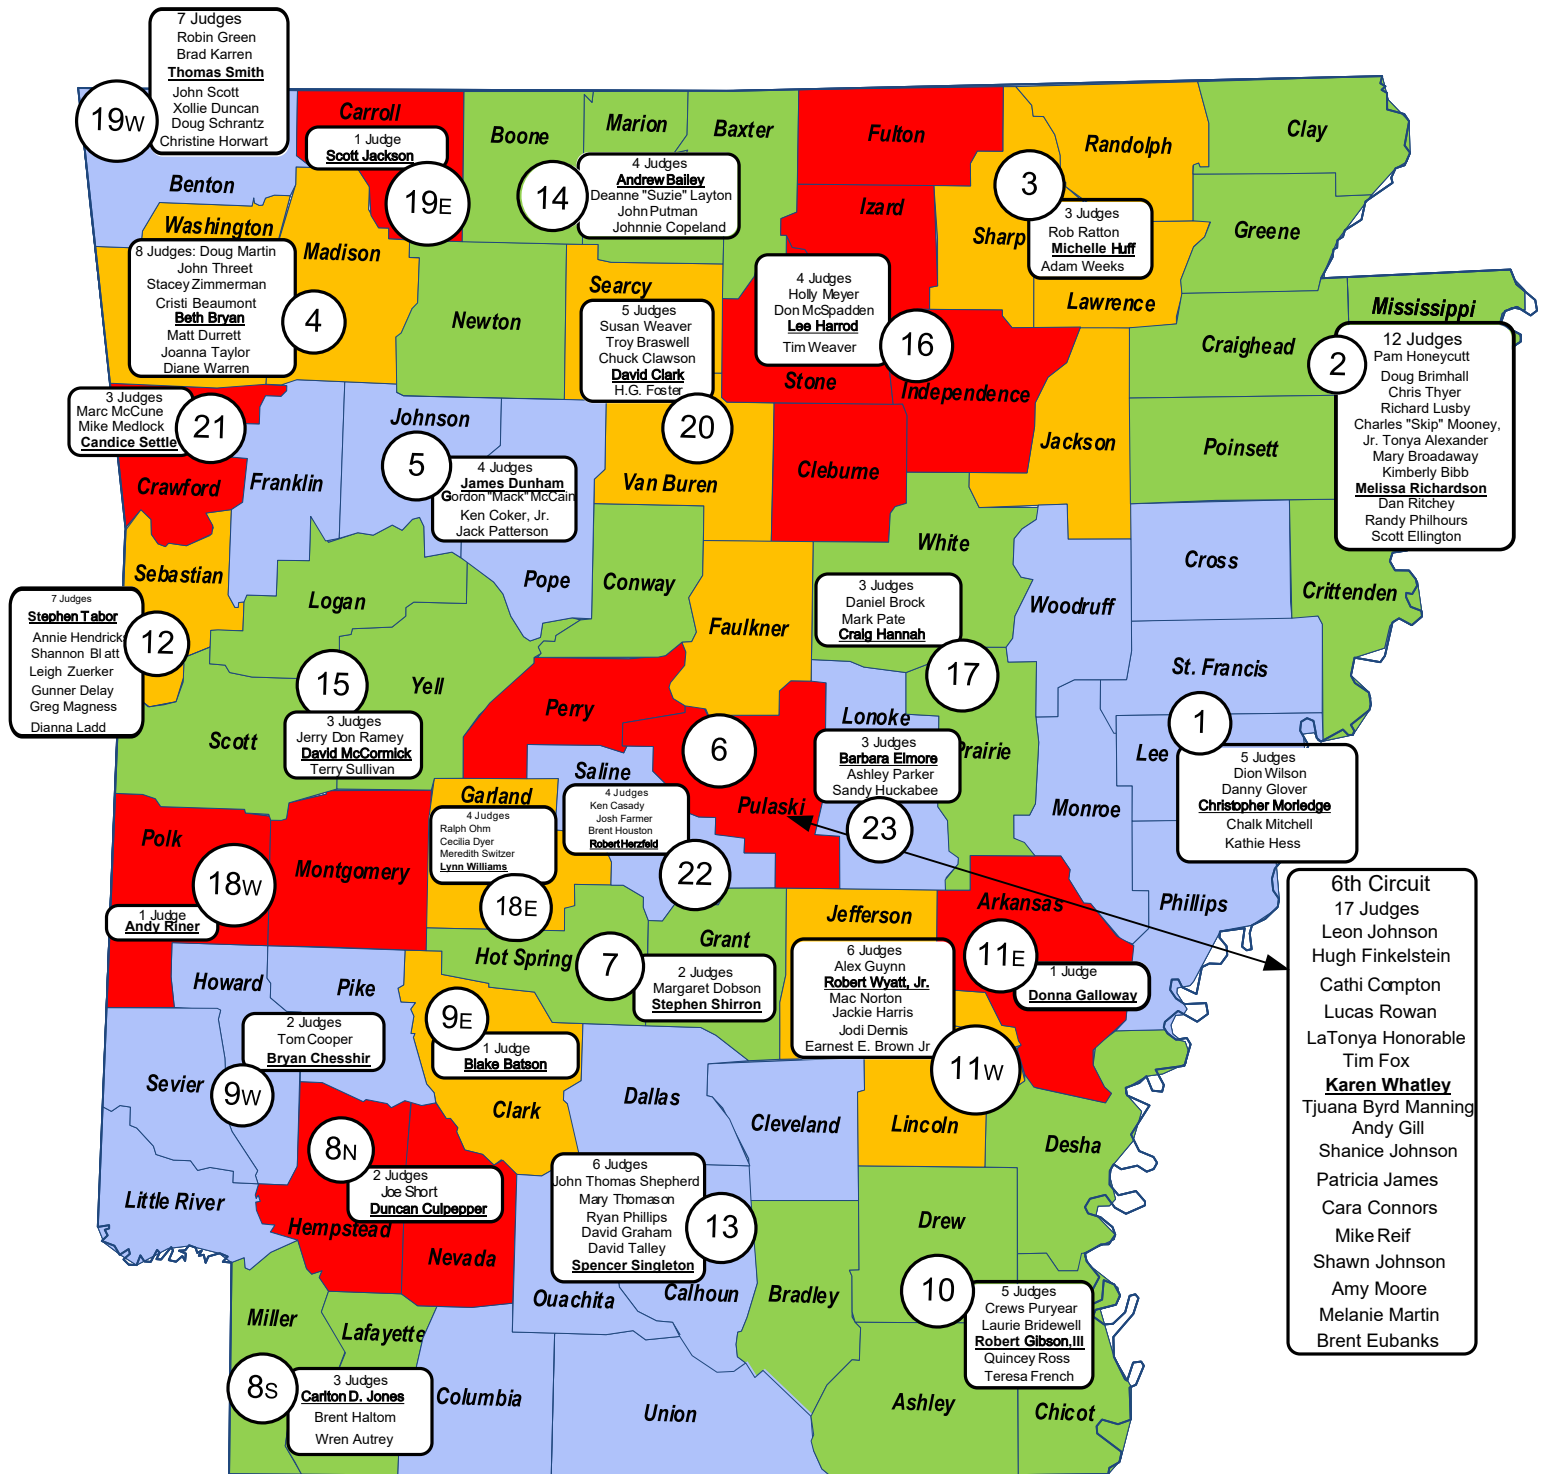 7 Judges
Robin Green
Brad Karren
Thomas Smith
John Scott
Xollie Duncan
Doug Schrantz
Christine Horwart
19W
Benton
Carroll
1 Judge
Scott Jackson
19E
Boone
Marion
Baxter
14
4 Judges
Andrew Bailey
Deanne "Suzie" Layton
John Putman
Johnnie Copeland
Fulton
Izard
Sharp
Randolph
Clay
3
3 Judges
Rob Ratton
Michelle Huff
Adam Weeks
Lawrence
Greene
Washington
Madison
8 Judges: Doug Martin
John Threet
Stacey Zimmerman
Cristi Beaumont
Beth Bryan
Matt Durrett
Joanna Taylor
Diane Warren
4
Newton
Searcy
5 Judges
Susan Weaver
Troy Braswell
Chuck Clawson
David Clark
H.G. Foster
20
Van Buren
4 Judges
Holly Meyer
Don McSpadden
Lee Harrod
Tim Weaver
16
Stone
Independence
Cleburne
Jackson
Craighead
Mississippi
2
12 Judges
Pam Honeycutt
Doug Brimhall
Chris Thyer
Richard Lusby
Charles "Skip" Mooney,
Jr. Tonya Alexander
Mary Broadaway
Kimberly Bibb
Melissa Richardson
Dan Ritchey
Randy Philhours
Scott Ellington
Poinsett
3 Judges
Marc McCune
Mike Medlock
Candice Settle
21
Crawford
Franklin
Johnson
5
4 Judges
James Dunham
Gordon "Mack" McCain
Ken Coker, Jr.
Jack Patterson
Pope
Sebastian
7 Judges
Stephen Tabor
Annie Hendrick
Shannon Blatt
Leigh Zuerker
Gunner Delay
Greg Magness
Dianna Ladd
12
Logan
Conway
Faulkner
White
3 Judges
Daniel Brock
Mark Pate
Craig Hannah
17
Woodruff
Cross
Crittenden
St. Francis
15
Yell
Scott
3 Judges
Jerry Don Ramey
David McCormick
Terry Sullivan
Perry
6
Pulaski
Lonoke
Prairie
3 Judges
Barbara Elmore
Ashley Parker
Sandy Huckabee
23
Lee
1
5 Judges
Dion Wilson
Danny Glover
Christopher Morledge
Chalk Mitchell
Kathie Hess
Monroe
Phillips
Saline
4 Judges
Ken Casady
Josh Farmer
Brent Houston
Robert Herzfeld
22
Garland
4 Judges
Ralph Ohm
Cecilia Dyer
Meredith Switzer
Lynn Williams
18E
Polk
18W
Montgomery
1 Judge
Andy Riner
Hot Spring
Grant
7
2 Judges
Margaret Dobson
Stephen Shirron
Jefferson
6 Judges
Alex Guynn
Robert Wyatt, Jr.
Mac Norton
Jackie Harris
Jodi Dennis
Earnest E. Brown Jr
11W
Lincoln
Arkansas
11E
1 Judge
Donna Galloway
6th Circuit
17 Judges
Leon Johnson
Hugh Finkelstein
Cathi Compton
Lucas Rowan
LaTonya Honorable
Tim Fox
Karen Whatley
Tjuana Byrd Manning
Andy Gill
Shanice Johnson
Patricia James
Cara Connors
Mike Reif
Shawn Johnson
Amy Moore
Melanie Martin
Brent Eubanks
Howard
Pike
2 Judges
Tom Cooper
Bryan Chesshir
Sevier
9W
Little River
9E
1 Judge
Blake Batson
Clark
Dallas
Cleveland
Desha
8N
2 Judges
Joe Short
Duncan Culpepper
Hempstead
Nevada
6 Judges
John Thomas Shepherd
Mary Thomason
Ryan Phillips
David Graham
David Talley
Spencer Singleton
13
Ouachita
Calhoun
Bradley
Drew
10
5 Judges
Crews Puryear
Laurie Bridewell
Robert Gibson,III
Quincey Ross
Teresa French
Miller
Lafayette
8S
3 Judges
Carlton D. Jones
Brent Haltom
Wren Autrey
Columbia
Union
Ashley
Chicot